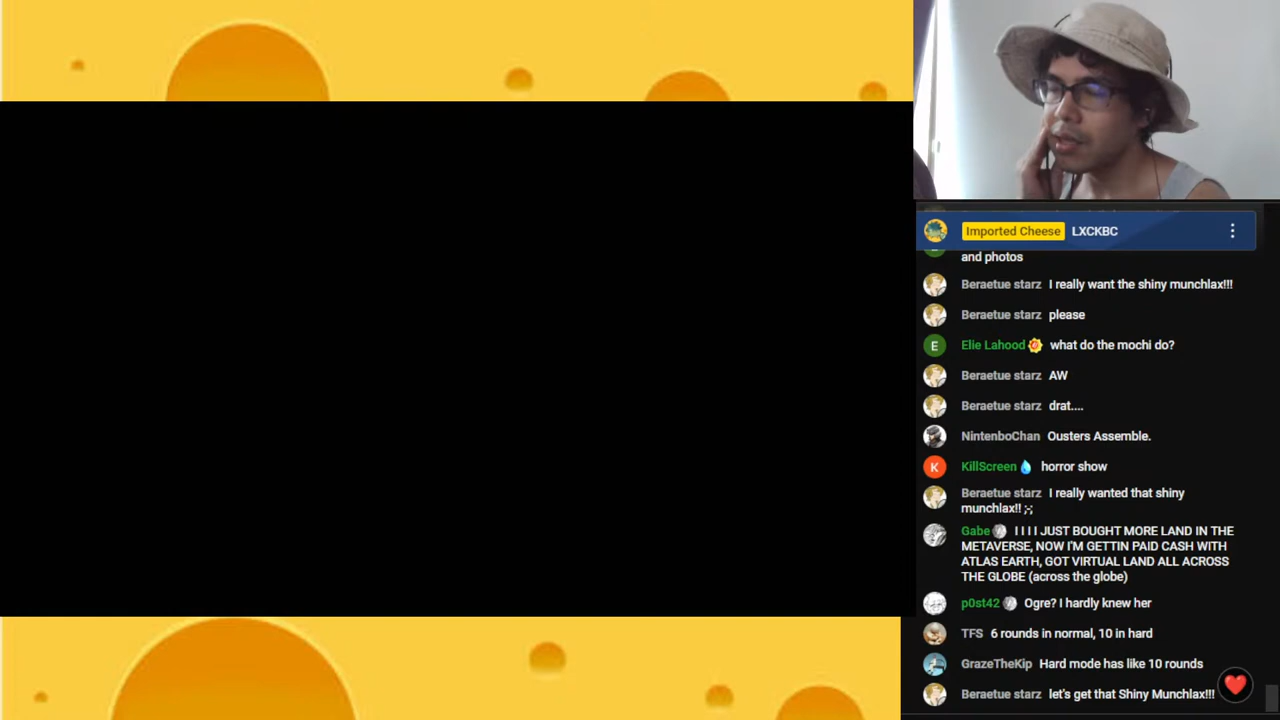 Imported Cheese LXCKBC
and photos
Beraetue starz I really want the shiny munchlax!!!
Beraetue starz please
E Elie Lahood what do the mochi do?
Beraetue starz AW
Beraetue starz drat....
NintenboChan Ousters Assemble.
K KillScreen horror show
Beraetue starz I really wanted that shiny
munchlax!! ;-;
Gabe I I I I JUST BOUGHT MORE LAND IN THE
METAVERSE, NOW I'M GETTIN PAID CASH WITH
ATLAS EARTH, GOT VIRTUAL LAND ALL ACROSS
THE GLOBE (across the globe)
p0st42 Ogre? I hardly knew her
TFS 6 rounds in normal, 10 in hard
GrazeTheKip Hard mode has like 10 rounds
Beraetue starz let's get that Shiny Munchlax!!!